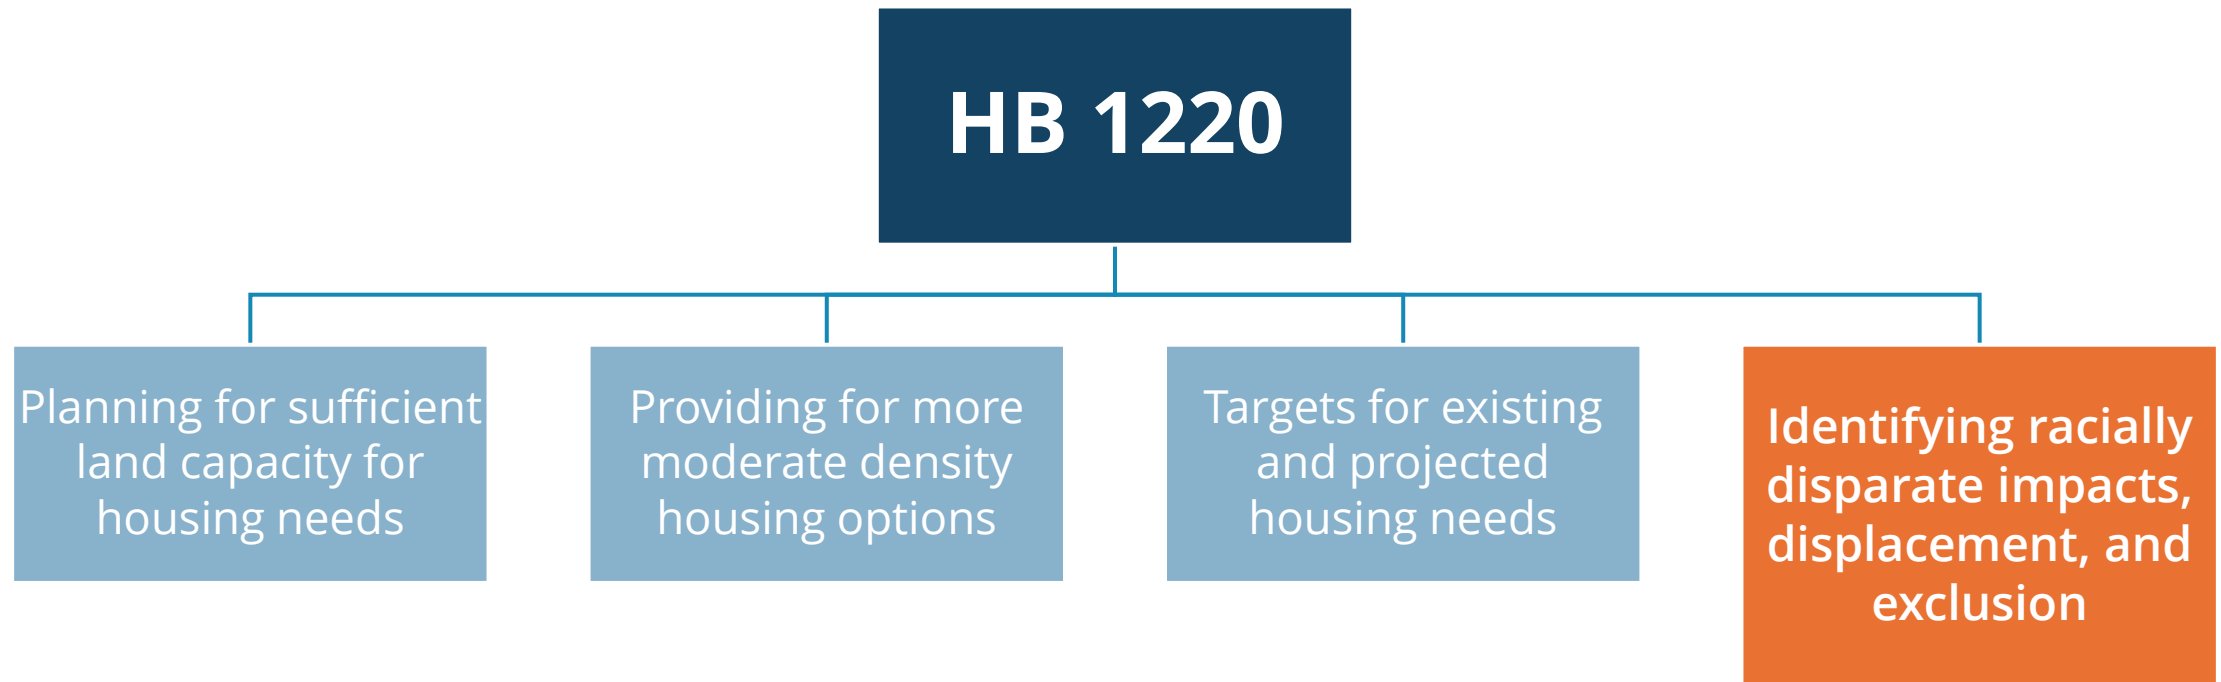 HB 1220
Planning for sufficient
land capacity for
housing needs
Providing for more
moderate density
housing options
Targets for existing
and projected
housing needs
Identifying racially
disparate impacts,
displacement, and
exclusion